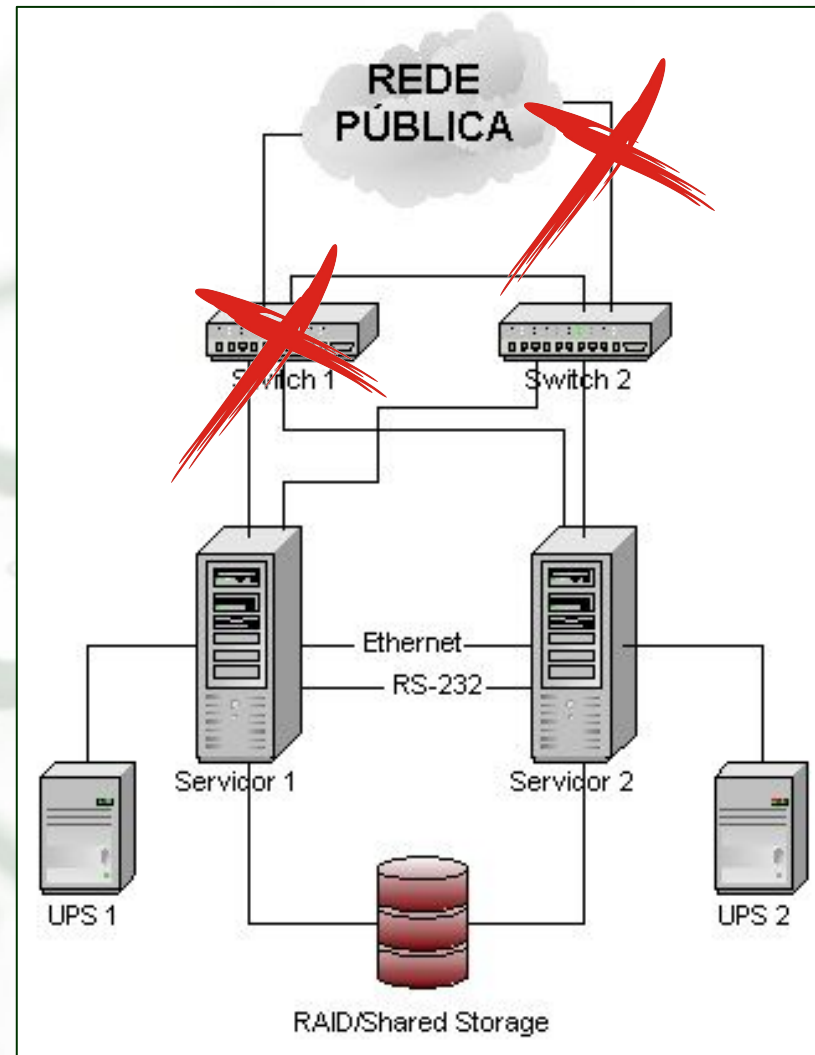 REDE
PÚBLICA
Switch 1
Switch 2
Ethernet
RS-232
Servidor 1
Servidor 2
UPS 1
UPS 2
RAID/Shared Storage